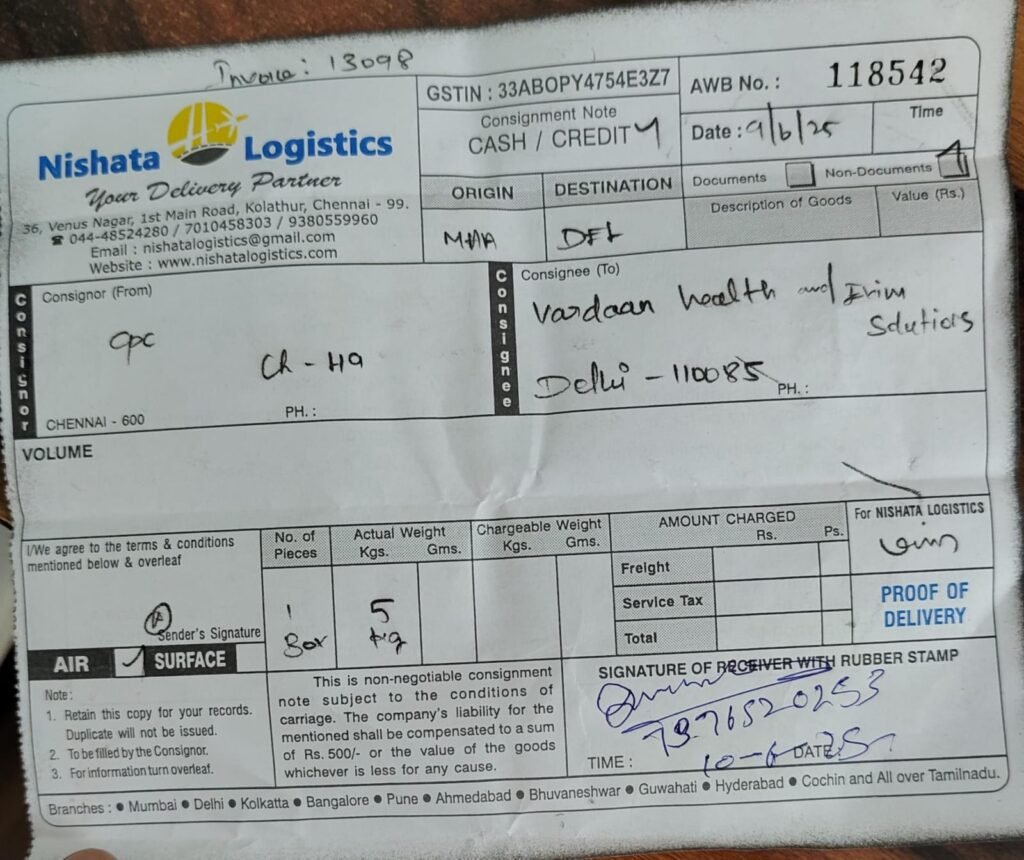 Invoice: 13098
Nishata Logistics
Your Delivery Partner
36, Venus Nagar, 1st Main Road, Kolathur, Chennai - 99.
☎ 044-48524280 / 7010458303 / 9380559960
Email : nishatalogistics@gmail.com
Website : www.nishatalogistics.com
GSTIN : 33ABOPY4754E3Z7
Consignment Note
CASH / CREDIT
ORIGIN
DESTINATION
MAA
DEL
AWB No. : 118542
Date : 9/6/25
Time
Documents
Non-Documents
Description of Goods
Value (Rs.)
Consignor
Consignor (From)
CPC
Ch - 49
CHENNAI - 600
PH. :
Consignee
Consignee (To)
Vardaan health and
Solutions
Delhi - 110085
PH. :
VOLUME
I/We agree to the terms & conditions
mentioned below & overleaf
Sender's Signature
AIR
SURFACE
No. of
Pieces
1
Box
Actual Weight
Kgs. Gms.
5
kg
Chargeable Weight
Kgs. Gms.
AMOUNT CHARGED
Rs. Ps.
Freight
Service Tax
Total
For NISHATA LOGISTICS
PROOF OF
DELIVERY
Note :
1. Retain this copy for your records.
Duplicate will not be issued.
2. To be filled by the Consignor.
3. For information turn overleaf.
This is non-negotiable consignment
note subject to the conditions of
carriage. The company's liability for the
mentioned shall be compensated to a sum
of Rs. 500/- or the value of the goods
whichever is less for any cause.
SIGNATURE OF RECEIVER WITH RUBBER STAMP
TIME :
DATE
10-6-25
Branches : ● Mumbai ● Delhi ● Kolkatta ● Bangalore ● Pune ● Ahmedabad ● Bhuvaneshwar ● Guwahati ● Hyderabad ● Cochin and All over Tamilnadu.